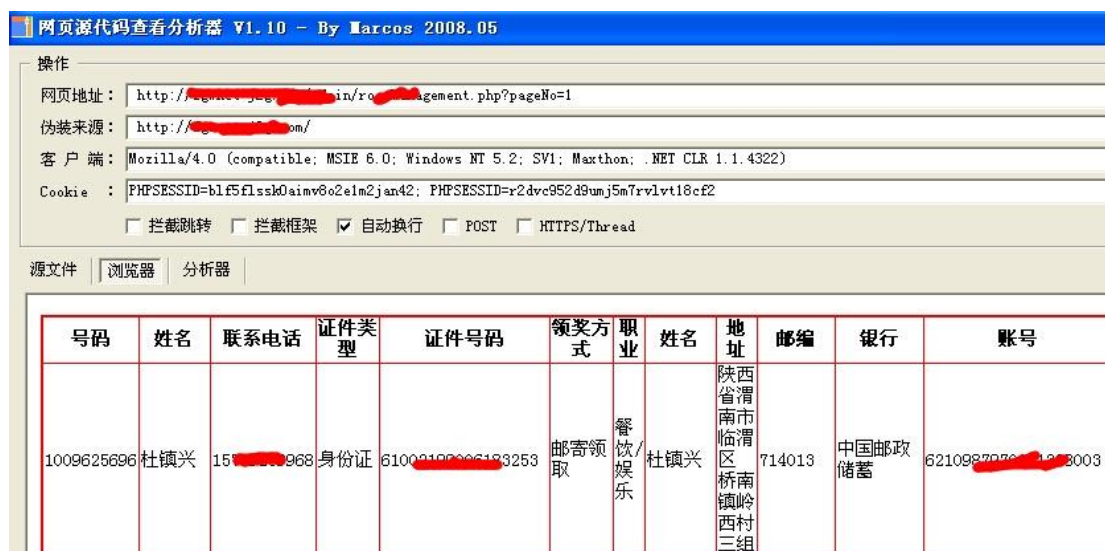 网页源代码查看分析器 V1.10 - By Marcos 2008.05
操作
网页地址： http:// in/ro agement.php?pageNo=1
伪装来源： http:// om/
客 户 端： Mozilla/4.0 (compatible; MSIE 6.0; Windows NT 5.2; SV1; Maxthon; .NET CLR 1.1.4322)
Cookie ： PHPSESSID=blf5flssk0aimv8o2e1m2jan42; PHPSESSID=r2dvc952d9umj5m7rvlvt18cf2
拦截跳转 拦截框架 自动换行 POST HTTPS/Thread
源文件 浏览器 分析器
号码 姓名 联系电话 证件类型 证件号码 领奖方式 职业 姓名 地址 邮编 银行 账号
1009625696 杜镇兴 15 968 身份证 6100 3253 邮寄领取 餐饮/娱乐 杜镇兴 陕西省渭南市临渭区 桥南镇岭西村三组 714013 中国邮政储蓄 621098 003